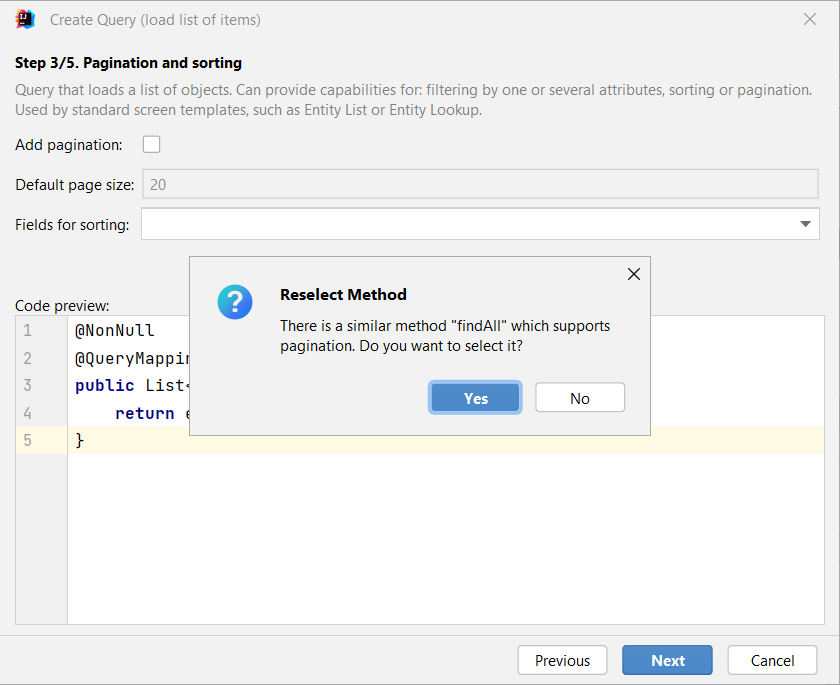 Create Query (load list of items)
Step 3/5. Pagination and sorting
Query that loads a list of objects. Can provide capabilities for: filtering by one or several attributes, sorting or pagination.
Used by standard screen templates, such as Entity List or Entity Lookup.
Add pagination:
Default page size: 20
Fields for sorting:
Reselect Method
There is a similar method "findAll" which supports
pagination. Do you want to select it?
Yes No
Code preview:
1 @NonNull
2 @QueryMappin
3 public List<
4 return
5 }
Previous Next Cancel